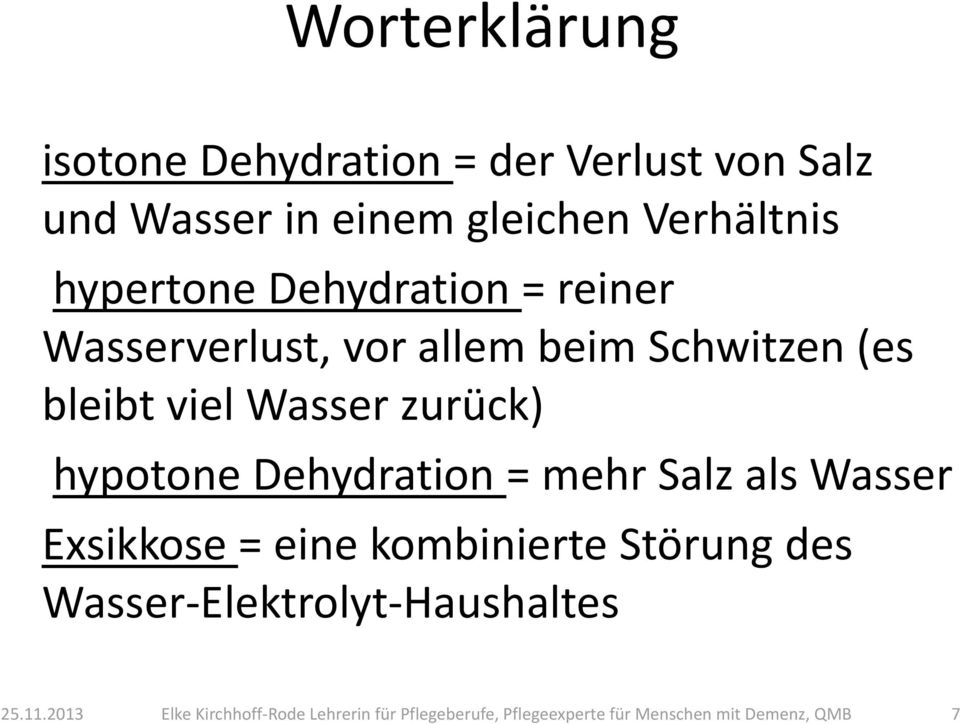 Worterklärung
isotone Dehydration = der Verlust von Salz
und Wasser in einem gleichen Verhältnis
hypertone Dehydration = reiner
Wasserverlust, vor allem beim Schwitzen (es
bleibt viel Wasser zurück)
hypotone Dehydration = mehr Salz als Wasser
Exsikkose = eine kombinierte Störung des
Wasser-Elektrolyt-Haushaltes
25.11.2013 Elke Kirchhoff-Rode Lehrerin für Pflegeberufe, Pflegeexperte für Menschen mit Demenz, QMB 7